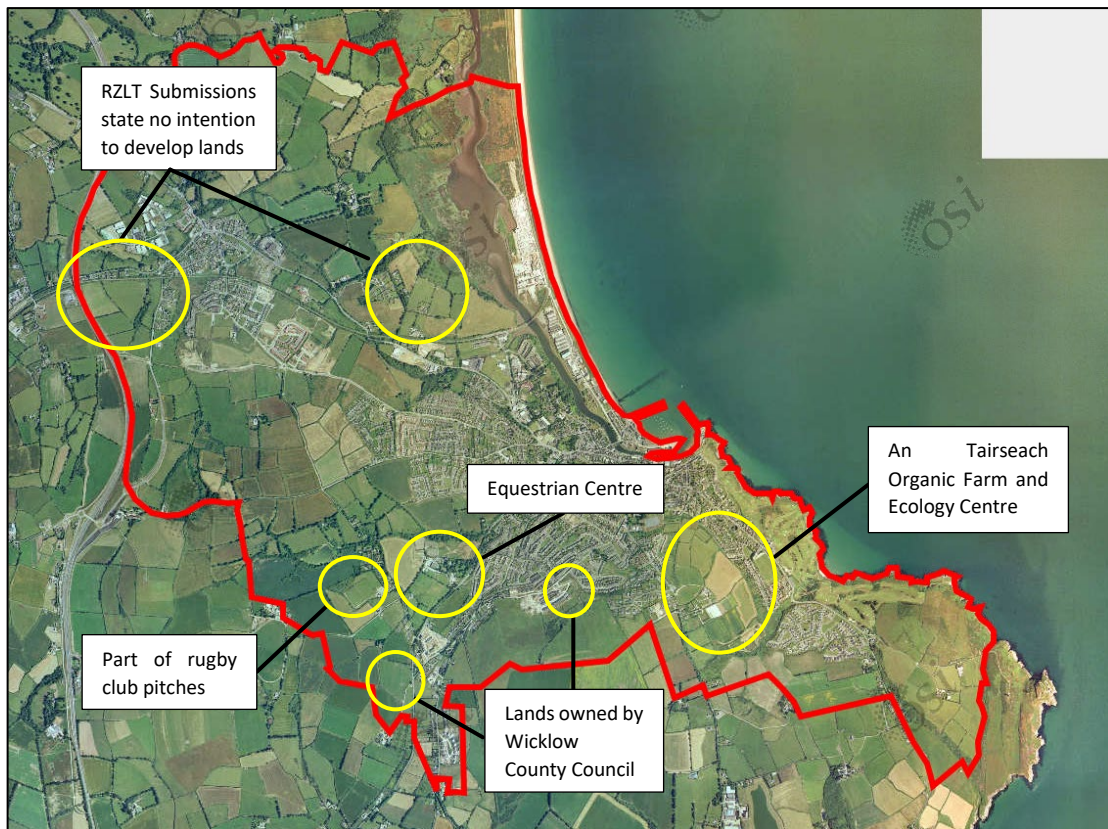 RZLT Submissions
state no intention
to develop lands
Equestrian Centre
An Tairseach
Organic Farm and
Ecology Centre
Part of rugby
club pitches
Lands owned by
Wicklow
County Council
Osi
Osi